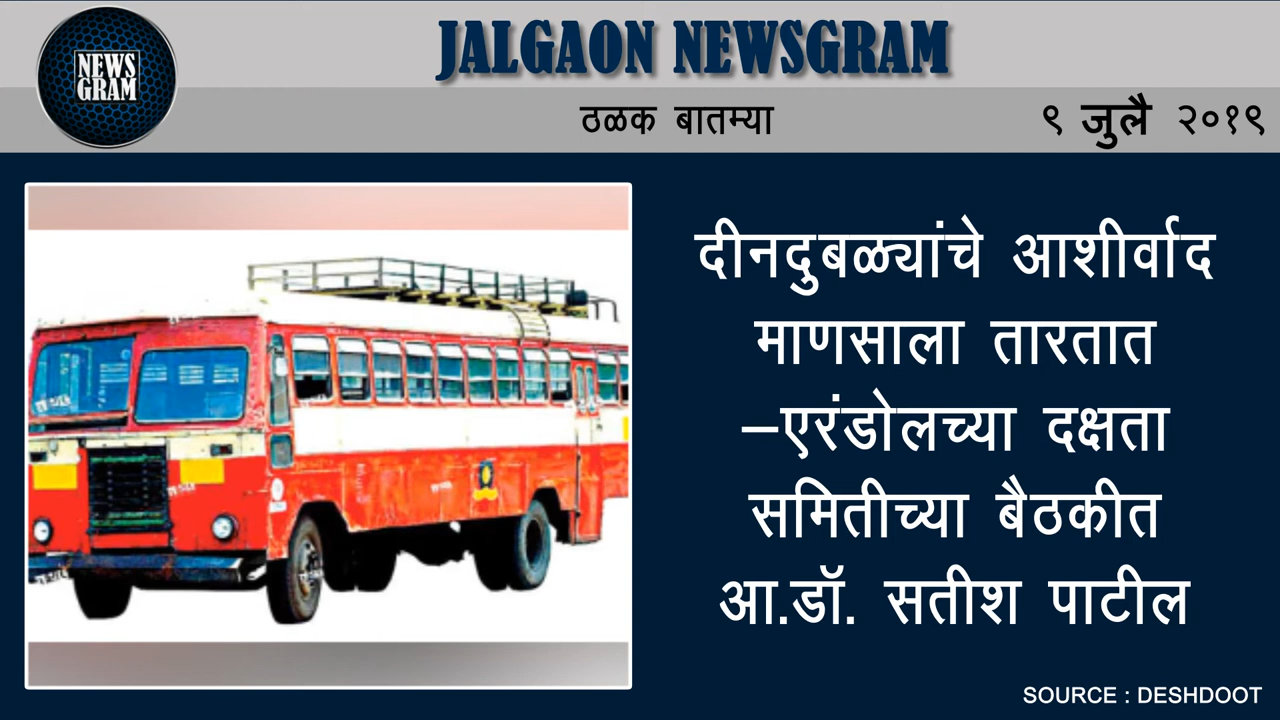 NEWS
GRAM
JALGAON NEWSGRAM
ठळक बातम्या
९ जुलै २०१९
दीनदुबळ्यांचे आशीर्वाद
माणसाला तारतात
–एरंडोलच्या दक्षता
समितीच्या बैठकीत
आ.डॉ. सतीश पाटील
SOURCE : DESHDOOT